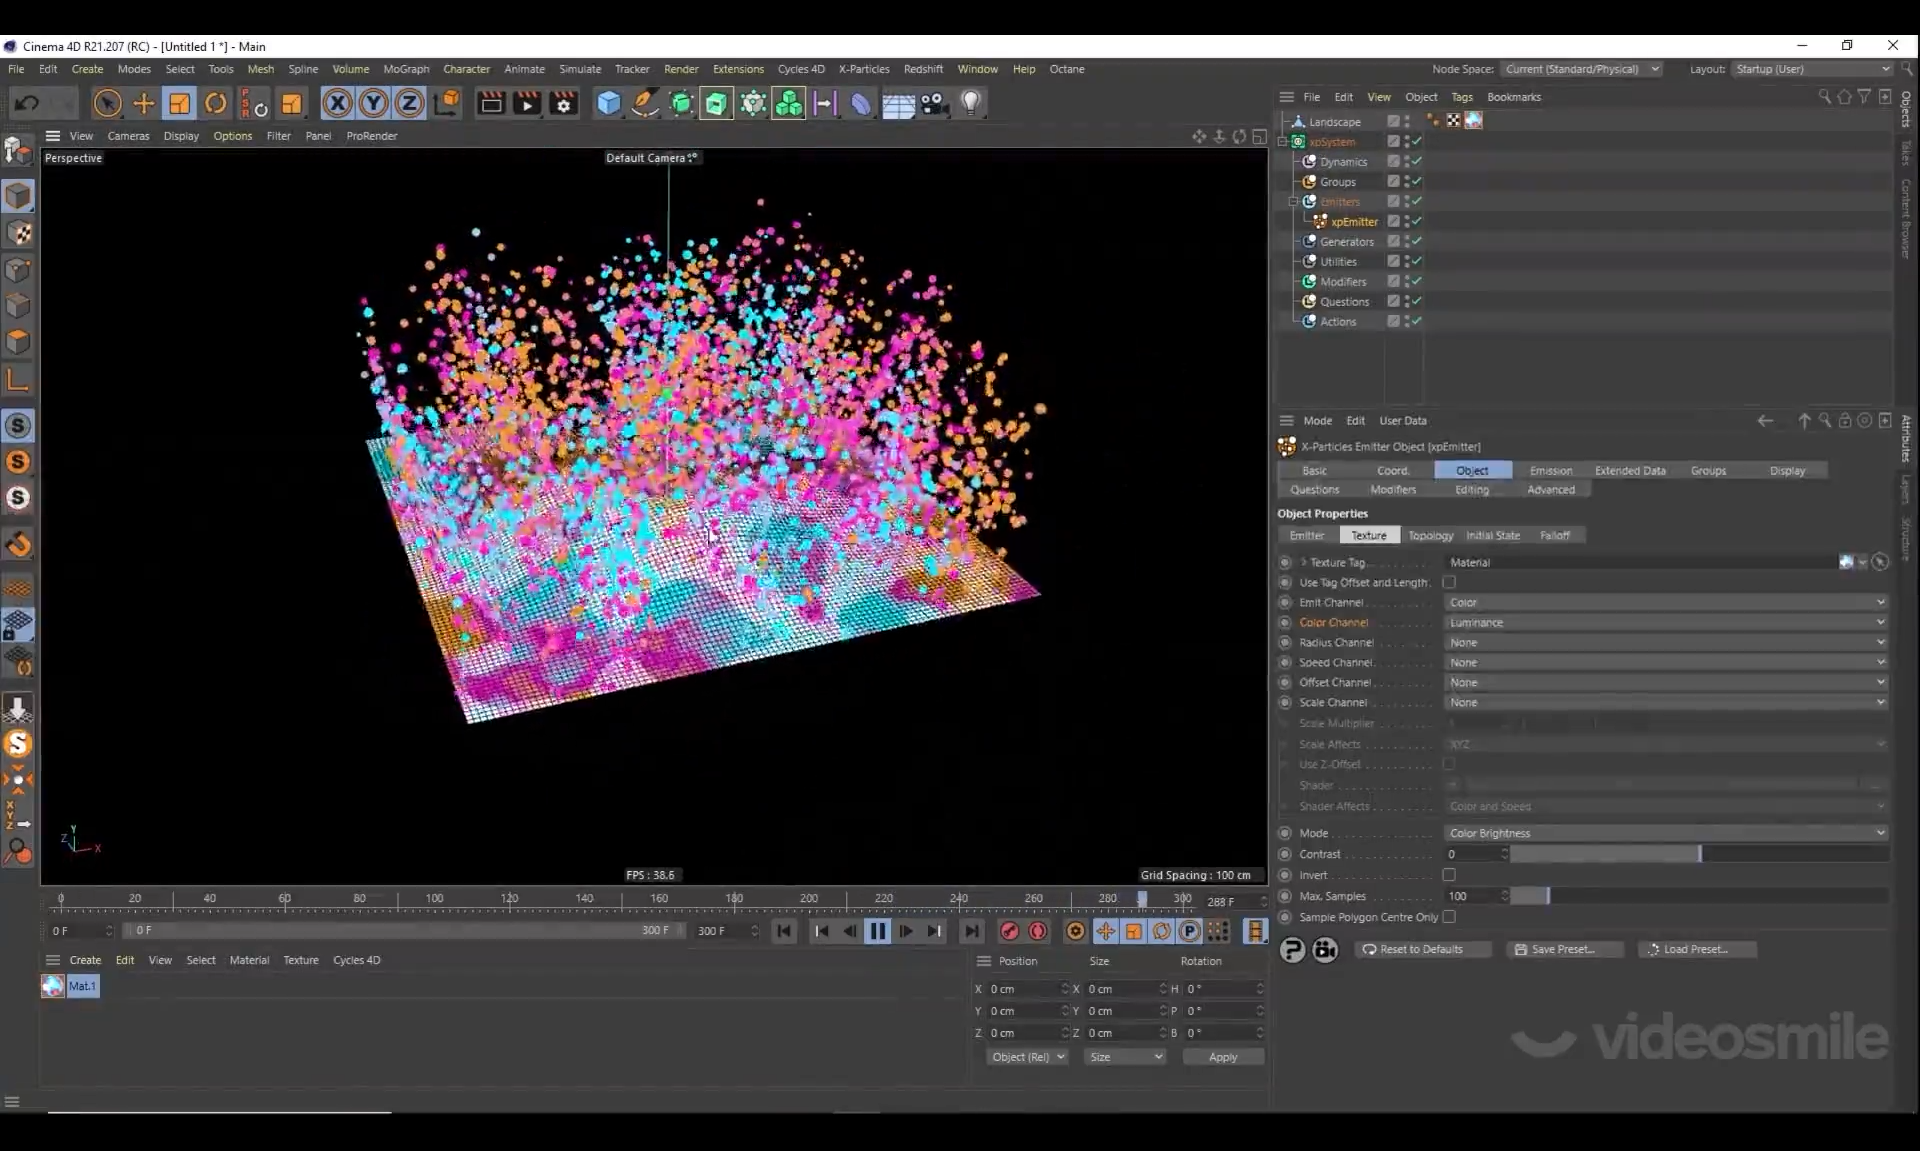 Cinema 4D R21.207 (RC) - [Untitled 1 *] - Main
File Edit Create Modes Select Tools Mesh Spline Volume MoGraph Character Animate Simulate Tracker Render Extensions Cycles 4D X-Particles Redshift Window Help Octane
Node Space: Current (Standard/Physical) Layout: Startup (User)
View Cameras Display Options Filter Panel ProRender
Perspective
Default Camera
File Edit View Object Tags Bookmarks
Landscape
xpSystem
Dynamics
Groups
Emitters
xpEmitter
Generators
Utilities
Modifiers
Questions
Actions
Objects
Takes
Content Browser
Mode Edit User Data
X-Particles Emitter Object [xpEmitter]
Basic Coord. Object Emission Extended Data Groups Display
Questions Modifiers Editing Advanced
Object Properties
Emitter Texture Topology Initial State Falloff
Texture Tag Material
Use Tag Offset and Length
Emit Channel Color
Color Channel Luminance
Radius Channel None
Speed Channel None
Offset Channel None
Scale Channel None
Scale Multiplier
Scale Affects XYZ
Use Z-Offset
Shader
Shader Affects Color and Speed
Mode Color Brightness
Contrast 0
Invert
Max. Samples 100
Sample Polygon Centre Only
Reset to Defaults Save Preset... Load Preset...
Attributes
Layers
Structure
Y
Z
X
FPS : 38.6
Grid Spacing : 100 cm
0 20 40 60 80 100 120 140 160 180 200 220 240 260 280 300 288 F
0 F 0 F 300 F 300 F
Create Edit View Select Material Texture Cycles 4D
Mat.1
Position Size Rotation
X 0 cm X 0 cm H 0 °
Y 0 cm Y 0 cm P 0 °
Z 0 cm Z 0 cm B 0 °
Object (Rel) Size Apply
videosmile